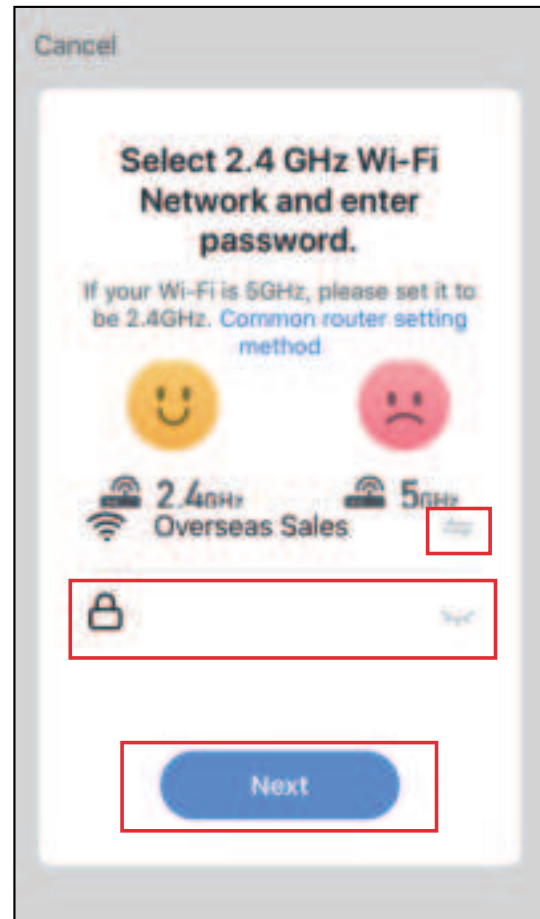 Cancel
Select 2.4 GHz Wi-Fi
Network and enter
password.
If your Wi-Fi is 5GHz, please set it to
be 2.4GHz. Common router setting
method
2.4GHz 5GHz
Overseas Sales
Next